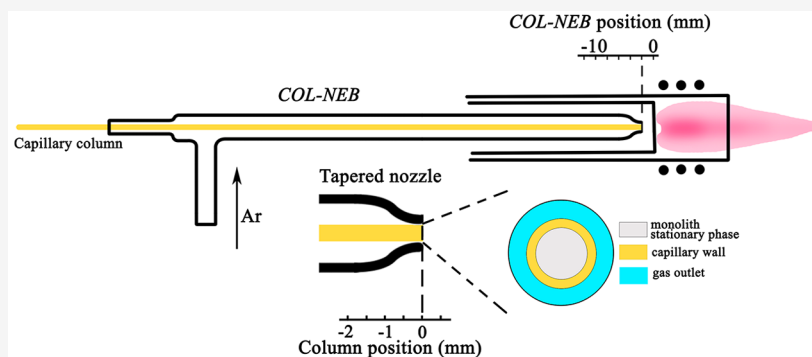 COL-NEB position (mm)
-10 0
COL-NEB
Capillary column
Ar
Tapered nozzle
monolith
stationary phase
capillary wall
gas outlet
-2 -1 0
Column position (mm)